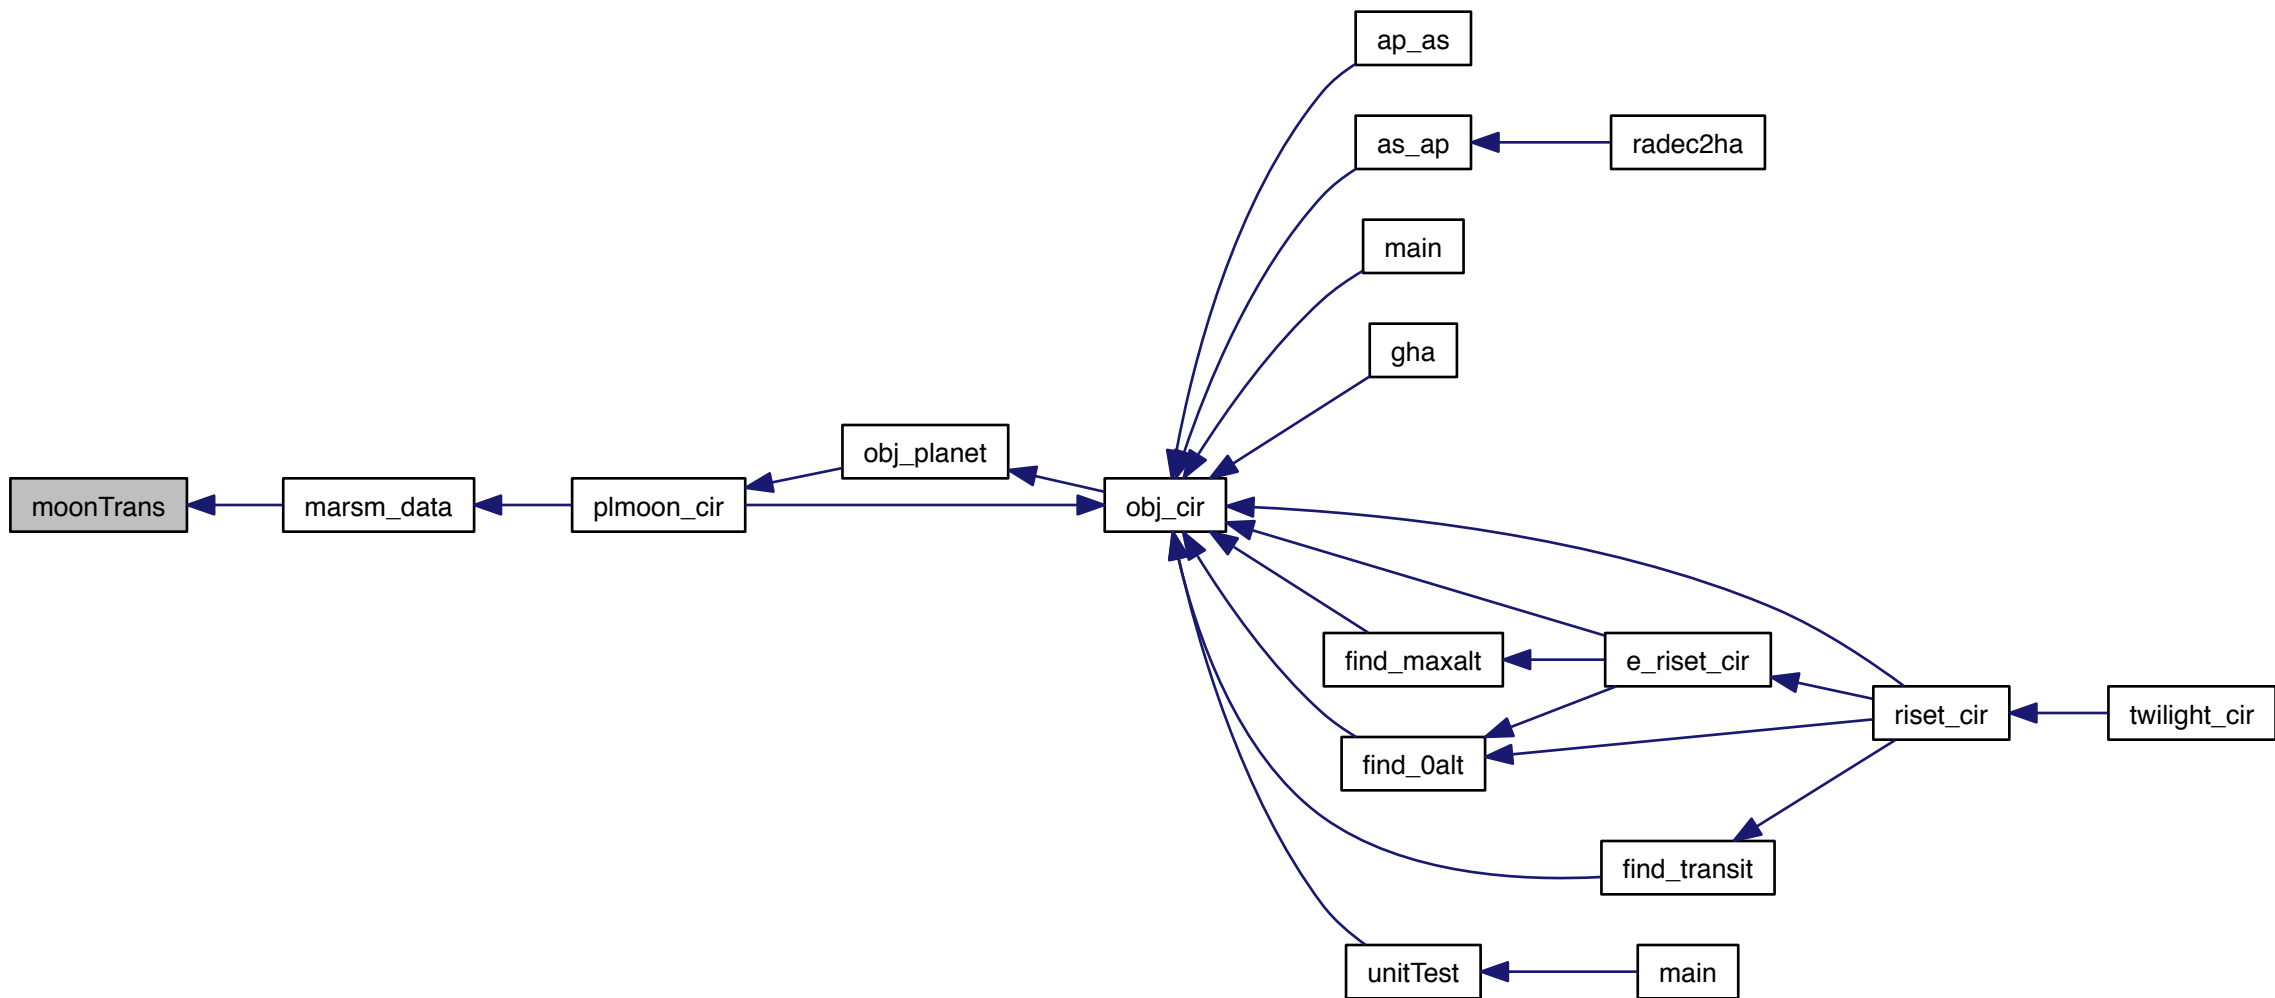 ap_as
as_ap
radec2ha
main
gha
obj_planet
moonTrans
marsm_data
plmoon_cir
obj_cir
find_maxalt
e_riset_cir
riset_cir
twilight_cir
find_0alt
find_transit
unitTest
main